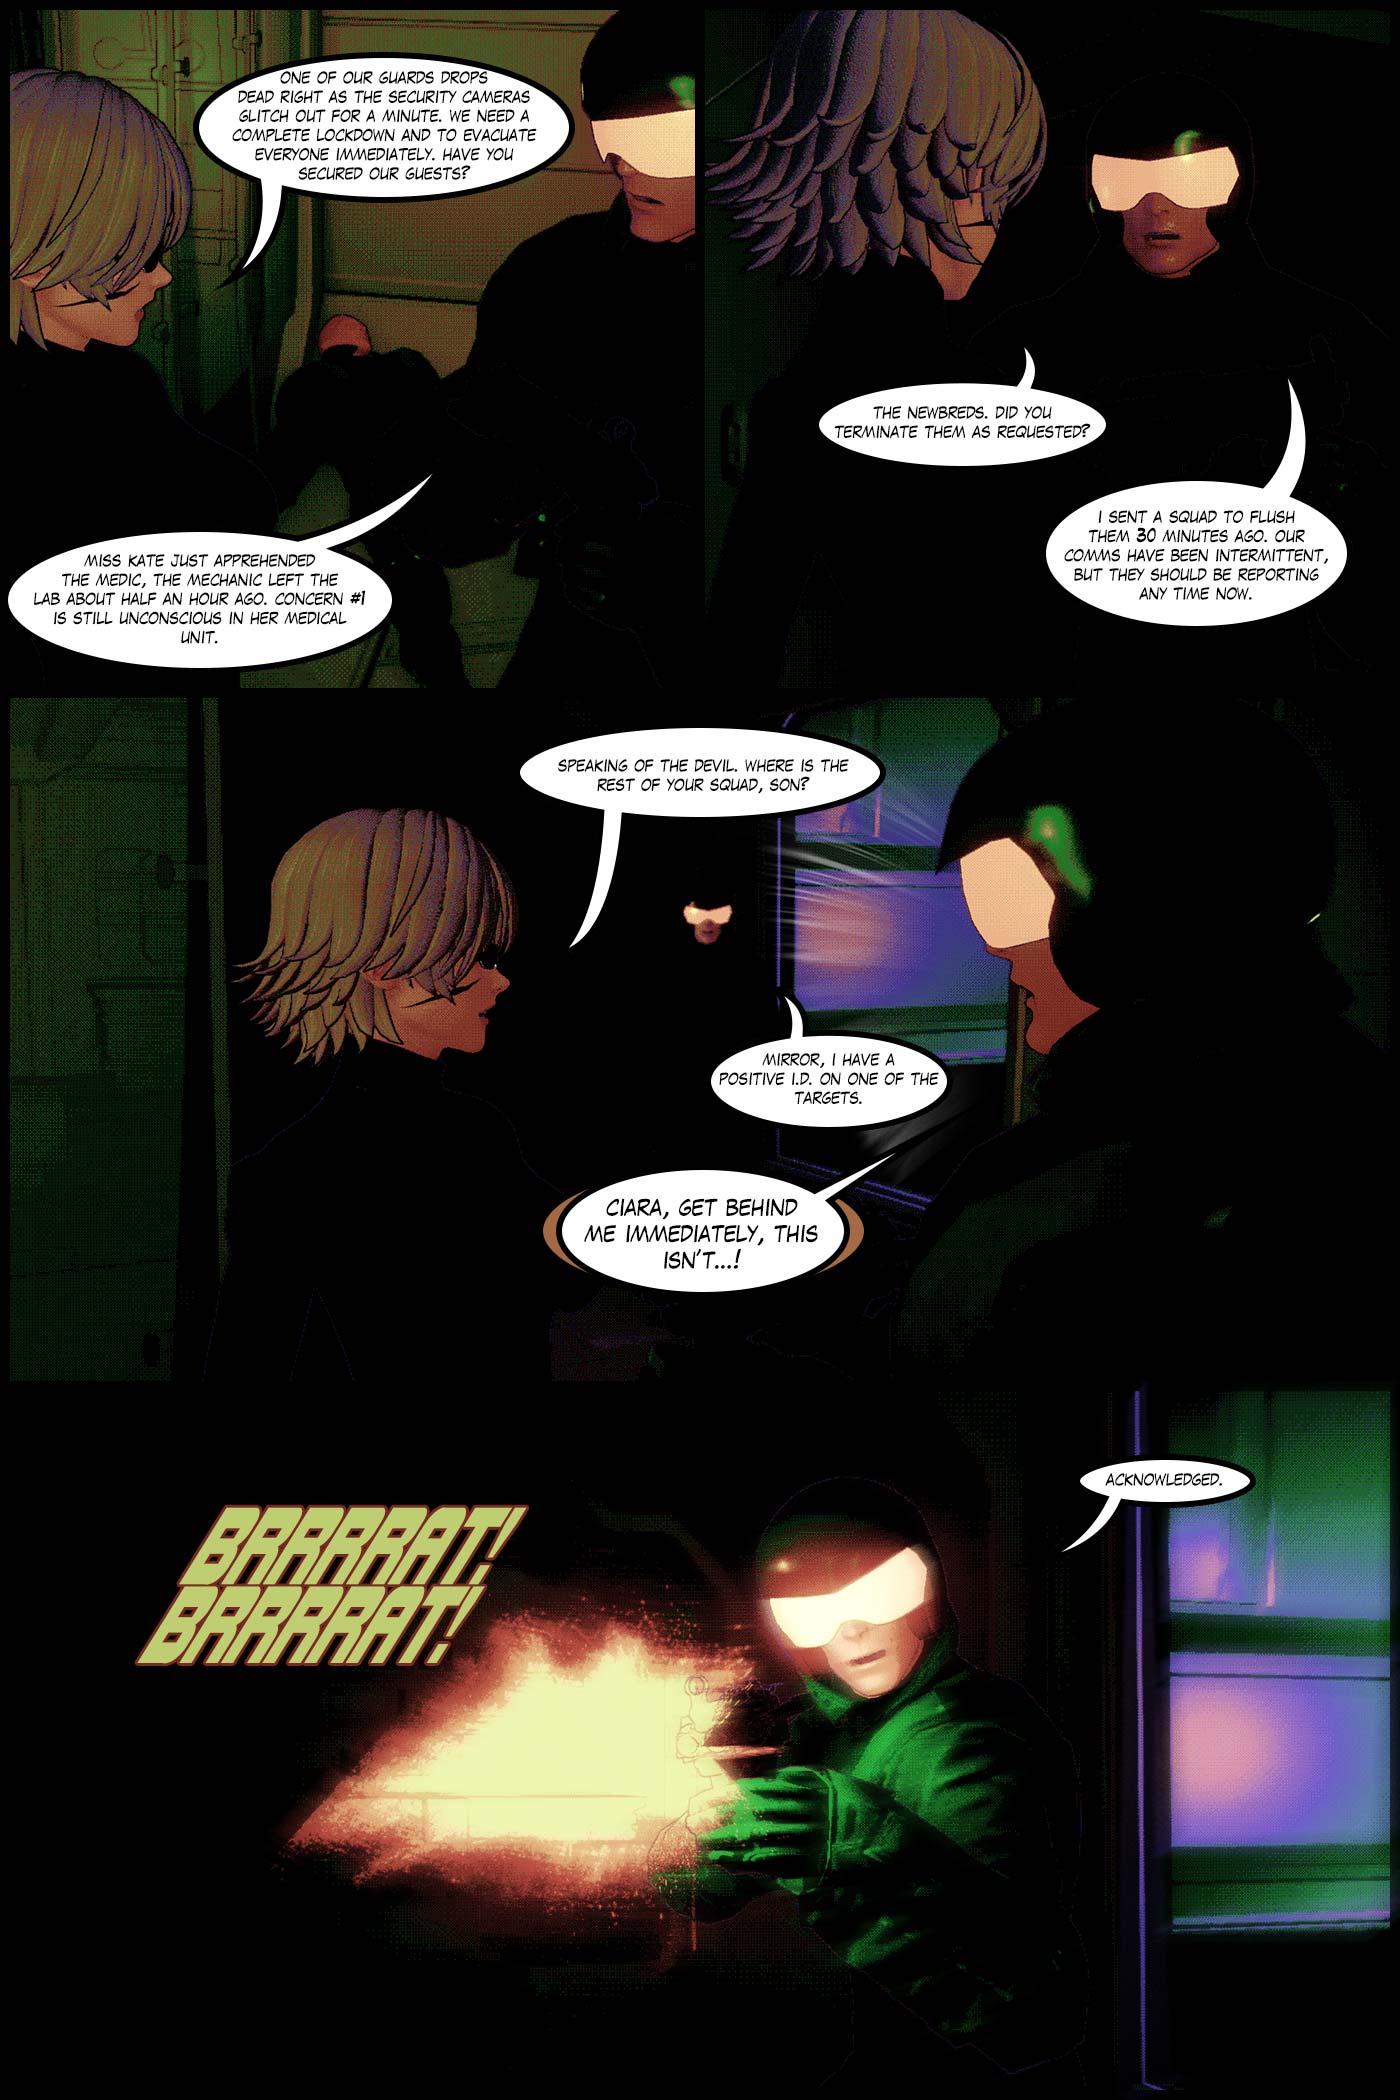 ONE OF OUR GUARDS DROPS
DEAD RIGHT AS THE SECURITY CAMERAS
GLITCH OUT FOR A MINUTE. WE NEED A
COMPLETE LOCKDOWN AND TO EVACUATE
EVERYONE IMMEDIATELY. HAVE YOU
SECURED OUR GUESTS?
MISS KATE JUST APPREHENDED
THE MEDIC, THE MECHANIC LEFT THE
LAB ABOUT HALF AN HOUR AGO. CONCERN #1
IS STILL UNCONSCIOUS IN HER MEDICAL
UNIT.
THE NEWBREDS. DID YOU
TERMINATE THEM AS REQUESTED?
I SENT A SQUAD TO FLUSH
THEM 30 MINUTES AGO. OUR
COMMS HAVE BEEN INTERMITTENT,
BUT THEY SHOULD BE REPORTING
ANY TIME NOW.
SPEAKING OF THE DEVIL. WHERE IS THE
REST OF YOUR SQUAD, SON?
MIRROR, I HAVE A
POSITIVE I.D. ON ONE OF THE
TARGETS.
CIARA, GET BEHIND
ME IMMEDIATELY, THIS
ISN'T...!
ACKNOWLEDGED.
BRRRRAT!
BRRRRAT!